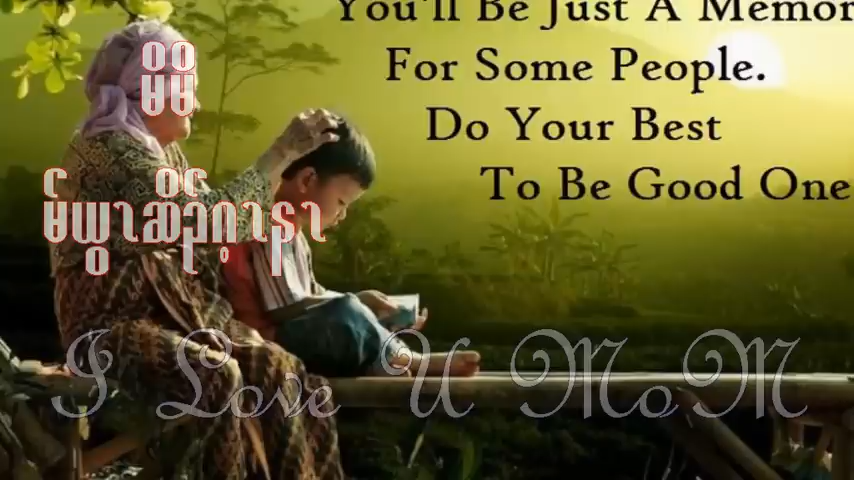 You'll Be Just A Memor
For Some People.
Do Your Best
To Be Good One
I Love U MoM